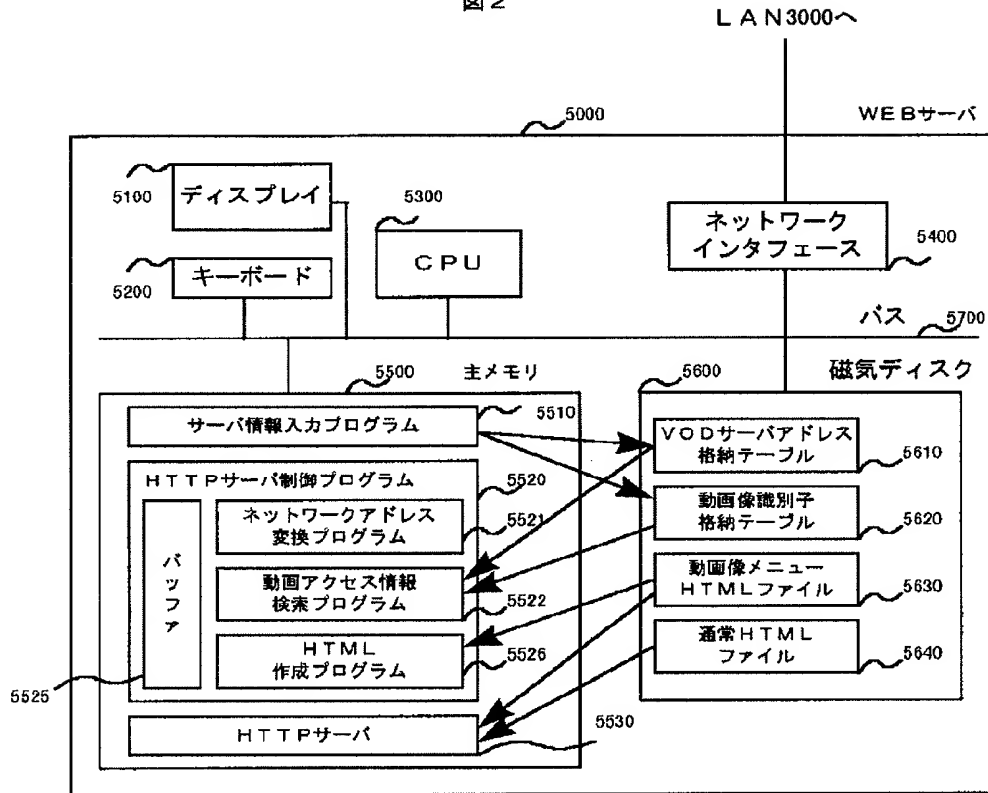 図2
LAN3000へ
5000
WEBサーバ
5100
ディスプレイ
5300
CPU
ネットワーク
インタフェース
5400
5200
キーボード
バス
5700
5500
主メモリ
5600
磁気ディスク
サーバ情報入力プログラム
5510
VODサーバアドレス
格納テーブル
5610
HTTPサーバ制御プログラム
5520
バッファ
ネットワークアドレス
変換プログラム
5521
動画像識別子
格納テーブル
5620
動画アクセス情報
検索プログラム
5522
動画像メニュー
HTMLファイル
5630
HTML
作成プログラム
5526
通常HTML
ファイル
5640
5525
HTTPサーバ
5530